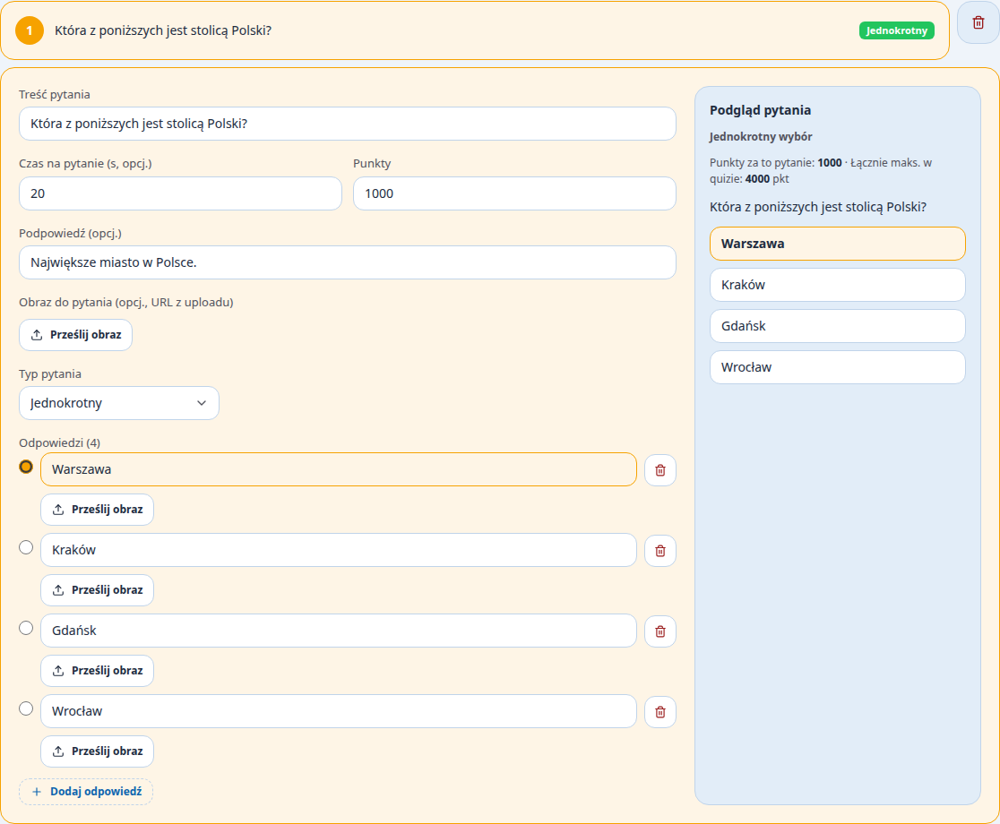 1 Która z poniższych jest stolicą Polski? Jednokrotny
Treść pytania
Która z poniższych jest stolicą Polski?
Czas na pytanie (s, opcj.) Punkty
20 1000
Podpowiedź (opcj.)
Największe miasto w Polsce.
Obraz do pytania (opcj., URL z uploadu)
Prześlij obraz
Typ pytania
Jednokrotny
Odpowiedzi (4)
Warszawa
Prześlij obraz
Kraków
Prześlij obraz
Gdańsk
Prześlij obraz
Wrocław
Prześlij obraz
+ Dodaj odpowiedź
Podgląd pytania
Jednokrotny wybór
Punkty za to pytanie: 1000 · Łącznie maks. w
quizie: 4000 pkt
Która z poniższych jest stolicą Polski?
Warszawa
Kraków
Gdańsk
Wrocław